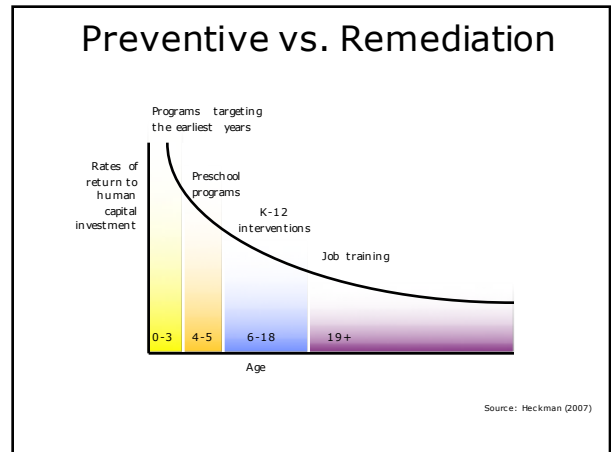 Preventive vs. Remediation
Programs targeting
the earliest years
Rates of
return to
human
capital
investment
Preschool
programs
K-12
interventions
Job training
0-3
4-5
6-18
19+
Age
Source: Heckman (2007)